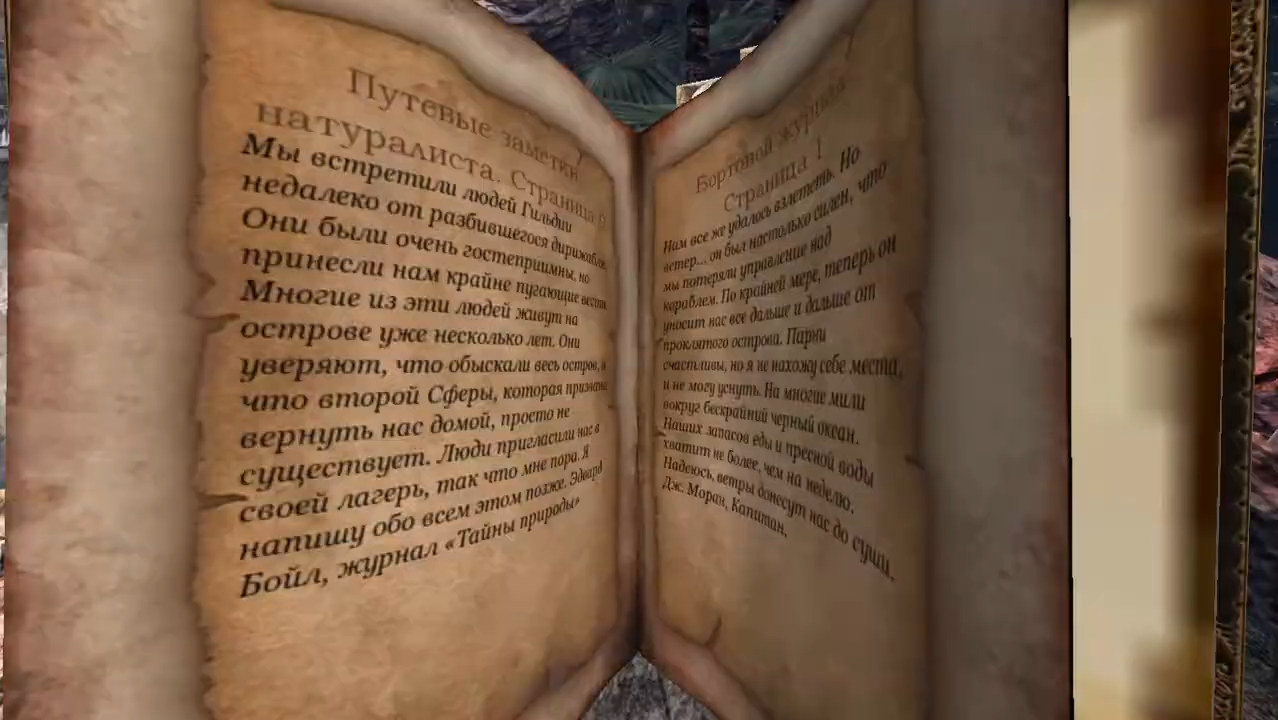 Путевые заметки
натуралиста. Страница 6
Мы встретили людей Гильдии
недалеко от разбившегося дирижабля.
Они были очень гостеприимны, но
принесли нам крайне пугающие вести
Многие из эти людей живут на
острове уже несколько лет. Они
уверяют, что обыскали весь остров, и
что второй Сферы, которая призвана
вернуть нас домой, просто не
существует. Люди пригласили нас в
своей лагерь, так что мне пора. Я
напишу обо всем этом позже. Эдвард
Бойл, журнал «Тайны природы»
Бортовой журнал
Страница 1
Нам все же удалось взлететь. Но
ветер... он был настолько силен, что
мы потеряли управление над
кораблем. По крайней мере, теперь он
уносит нас все дальше и дальше от
проклятого острова. Парни
счастливы, но я не нахожу себе места,
и не могу уснуть. На многие мили
вокруг бескрайний черный океан.
Наших запасов еды и пресной воды
хватит не более, чем на неделю.
Надеюсь, ветры донесут нас до суши.
Дж. Моран, Капитан.